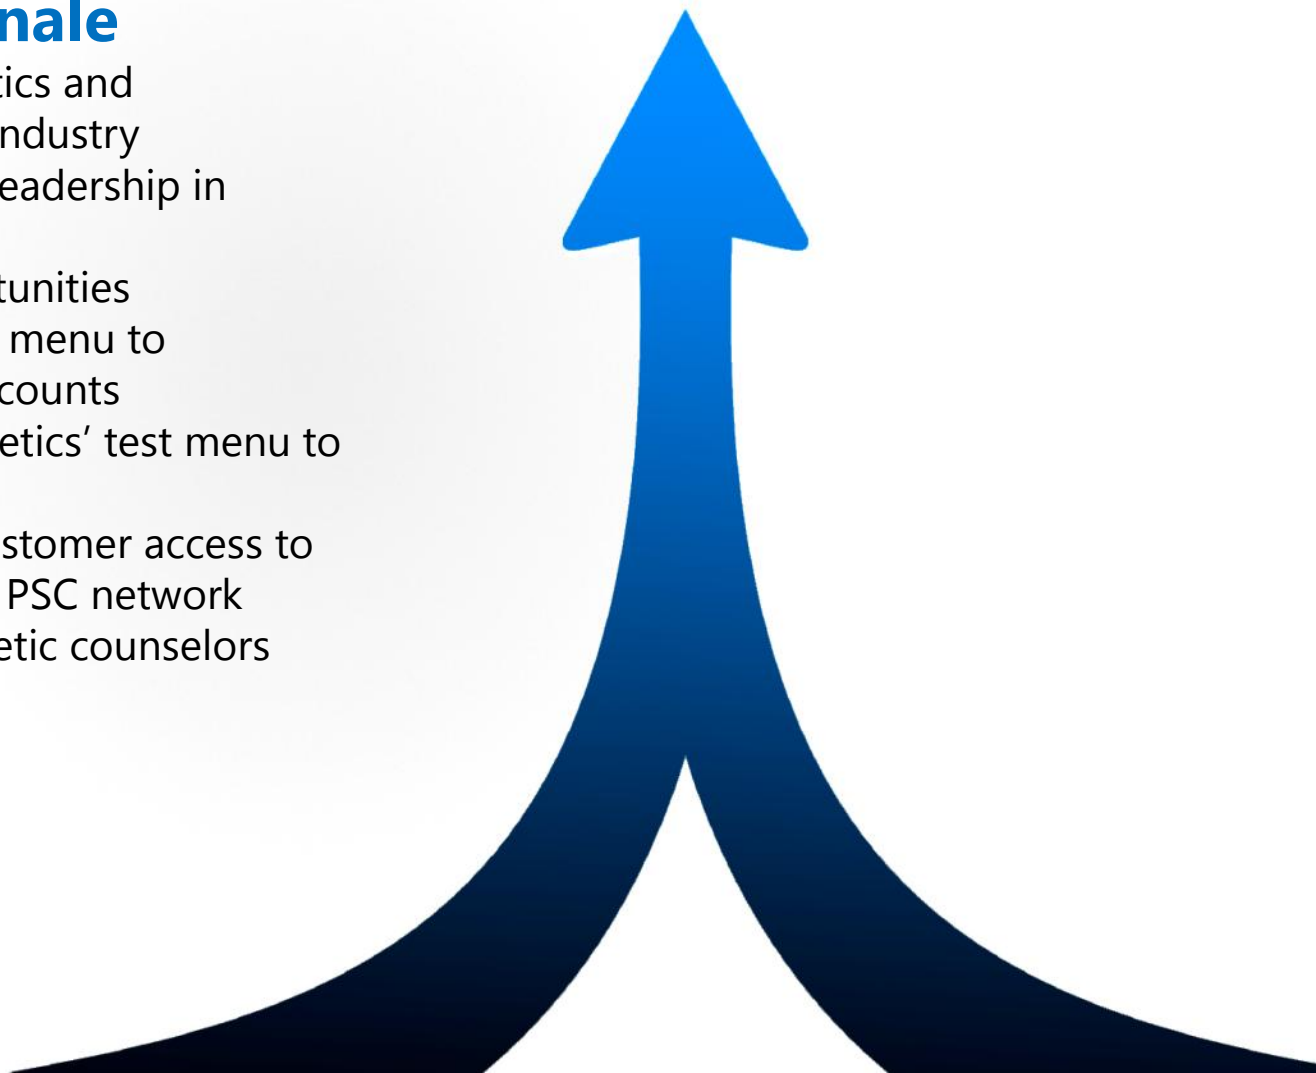 nale
tics and
ndustry
eadership in
tunities
menu to
counts
etics’ test menu to
stomer access to
PSC network
etic counselors